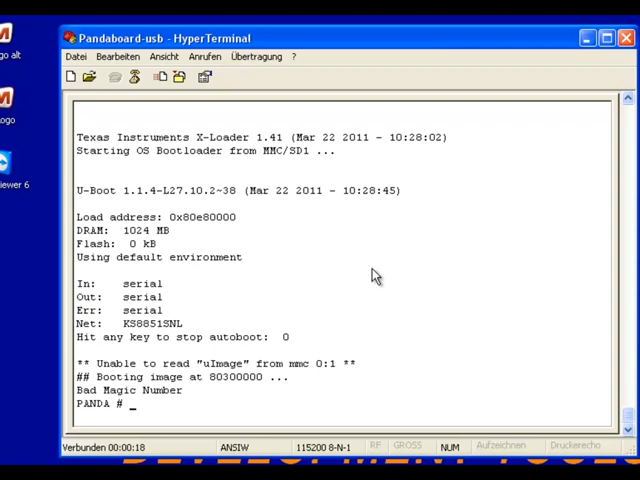 go alt
ogo
iewer 6
Pandaboard-usb - HyperTerminal
Datei Bearbeiten Ansicht Anrufen Übertragung ?
Texas Instruments X-Loader 1.41 (Mar 22 2011 - 10:28:02)
Starting OS Bootloader from MMC/SD1 ...
U-Boot 1.1.4-L27.10.2~38 (Mar 22 2011 - 10:28:45)
Load address: 0x80e80000
DRAM: 1024 MB
Flash: 0 kB
Using default environment
In: serial
Out: serial
Err: serial
Net: KS8851SNL
Hit any key to stop autoboot: 0
** Unable to read "uImage" from mmc 0:1 **
## Booting image at 80300000 ...
Bad Magic Number
PANDA # _
Verbunden 00:00:18 ANSIW 115200 8-N-1 RF GROSS NUM Aufzeichnen Druckerecho